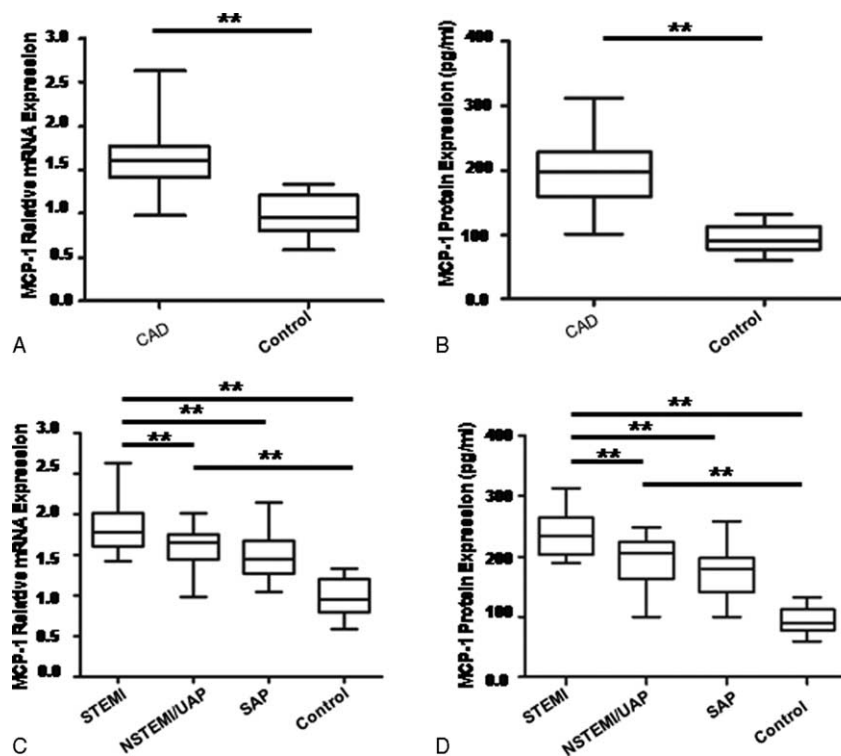 **
MCP-1 Relative mRNA Expression
3.0
2.5
2.0
1.5
1.0
0.5
0.0
CAD
Control
A
**
MCP-1 Protein Expression (pg/ml)
400
300
200
100
0.0
CAD
Control
B
**
**
**
**
MCP-1 Relative mRNA Expression
3.0
2.5
2.0
1.5
1.0
0.5
0.0
STEMI
NSTEMI/UAP
SAP
Control
C
**
**
**
**
MCP-1 Protein Expression (pg/ml)
400
300
200
100
0.0
STEMI
NSTEMI/UAP
SAP
Control
D